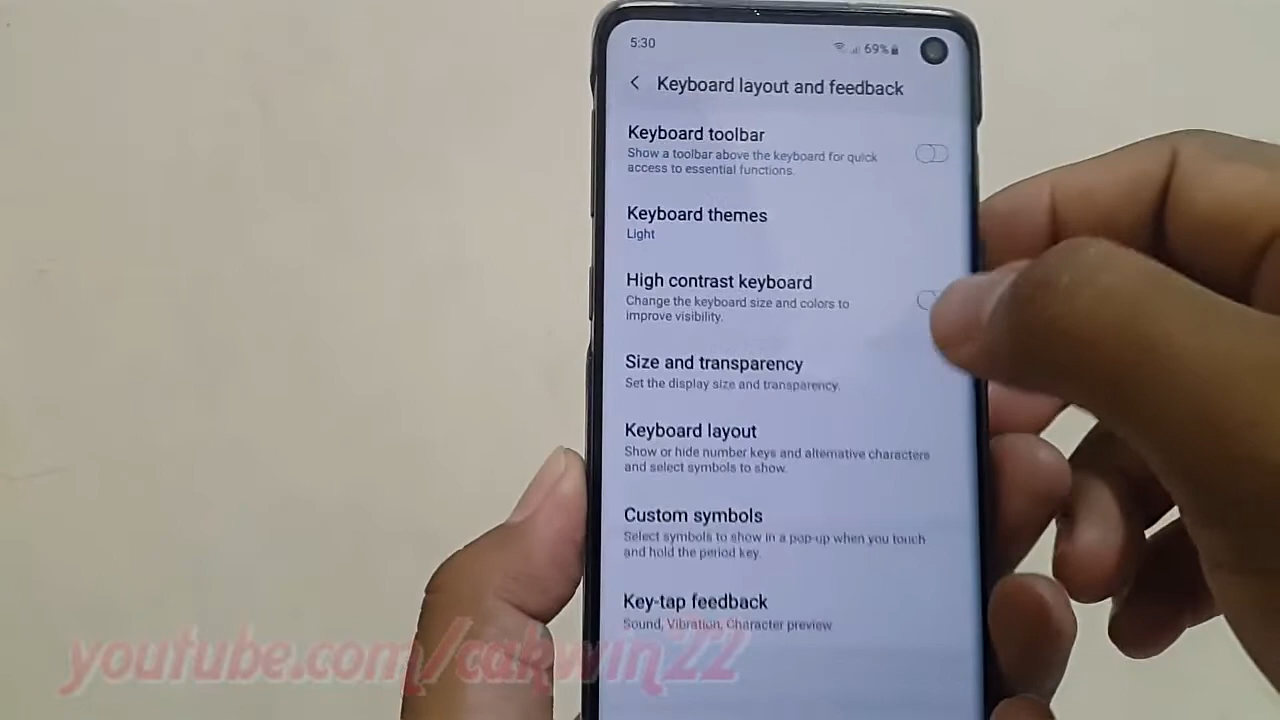 5:30
69%
Keyboard layout and feedback
Keyboard toolbar
Show a toolbar above the keyboard for quick
access to essential functions.
Keyboard themes
Light
High contrast keyboard
Change the keyboard size and colors to
improve visibility.
Size and transparency
Set the display size and transparency.
Keyboard layout
Show or hide number keys and alternative characters
and select symbols to show.
Custom symbols
Select symbols to show in a pop-up when you touch
and hold the period key.
Key-tap feedback
Sound, Vibration, Character preview
youtube.com/cakwin22